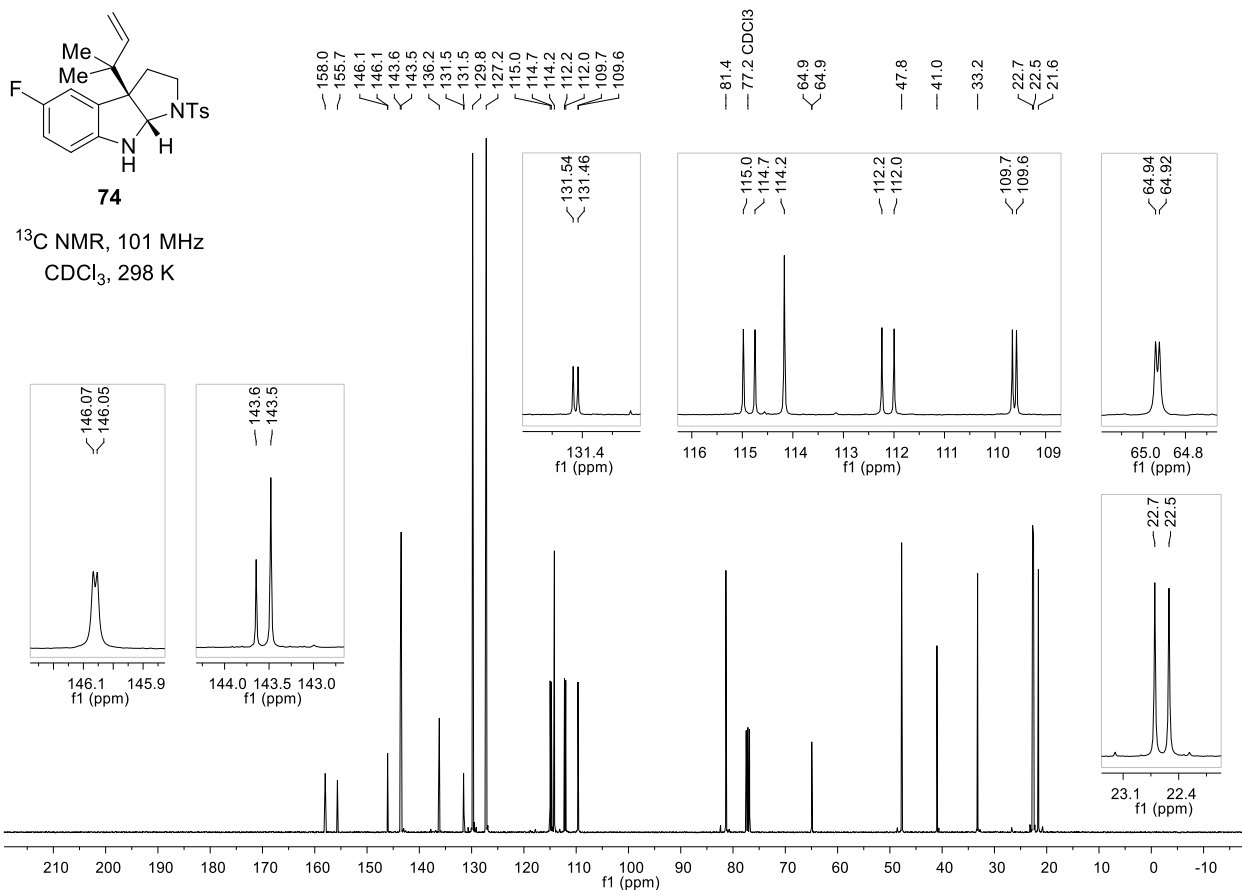 Me
Me
F
NTs
N
H
H
74
13C NMR, 101 MHz
CDCl3, 298 K
158.0
155.7
146.1
146.1
143.6
143.5
136.2
131.5
131.5
129.8
127.2
115.0
114.7
114.2
112.2
112.0
109.7
109.6
81.4
77.2 CDCl3
64.9
64.9
47.8
41.0
33.2
22.7
22.5
21.6
131.54
131.46
131.4
f1 (ppm)
115.0
114.7
114.2
112.2
112.0
109.7
109.6
116 115 114 113 112 111 110 109
f1 (ppm)
64.94
64.92
65.0 64.8
f1 (ppm)
146.07
146.05
146.1 145.9
f1 (ppm)
143.6
143.5
144.0 143.5 143.0
f1 (ppm)
22.7
22.5
23.1 22.4
f1 (ppm)
210 200 190 180 170 160 150 140 130 120 110 100 90 80 70 60 50 40 30 20 10 0 -10
f1 (ppm)